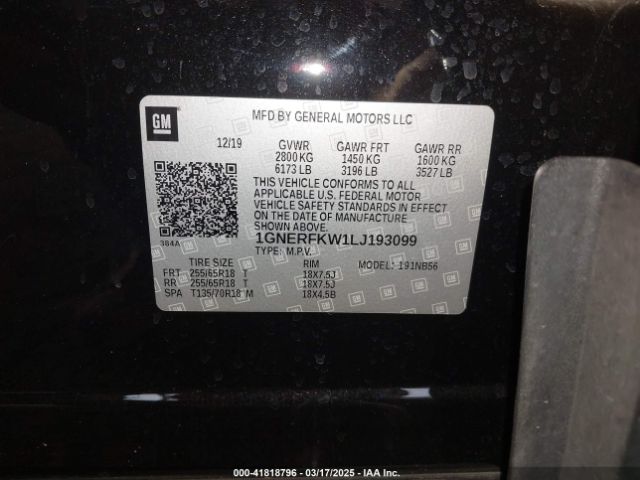 GM
MFD BY GENERAL MOTORS LLC
12/19 GVWR GAWR FRT GAWR RR
2800 KG 1450 KG 1600 KG
6173 LB 3196 LB 3527 LB
THIS VEHICLE CONFORMS TO ALL
APPLICABLE U.S. FEDERAL MOTOR
VEHICLE SAFETY STANDARDS IN EFFECT
ON THE DATE OF MANUFACTURE
SHOWN ABOVE.
384A
1GNERFKW1LJ193099
TYPE: M.P.V.
TIRE SIZE RIM MODEL: 191NB56
FRT 255/65R18 T 18X7.5J
RR 255/65R18 T 18X7.5J
SPA T135/70R18 M 18X4.5B
000-41818796 - 03/17/2025 - IAA Inc.